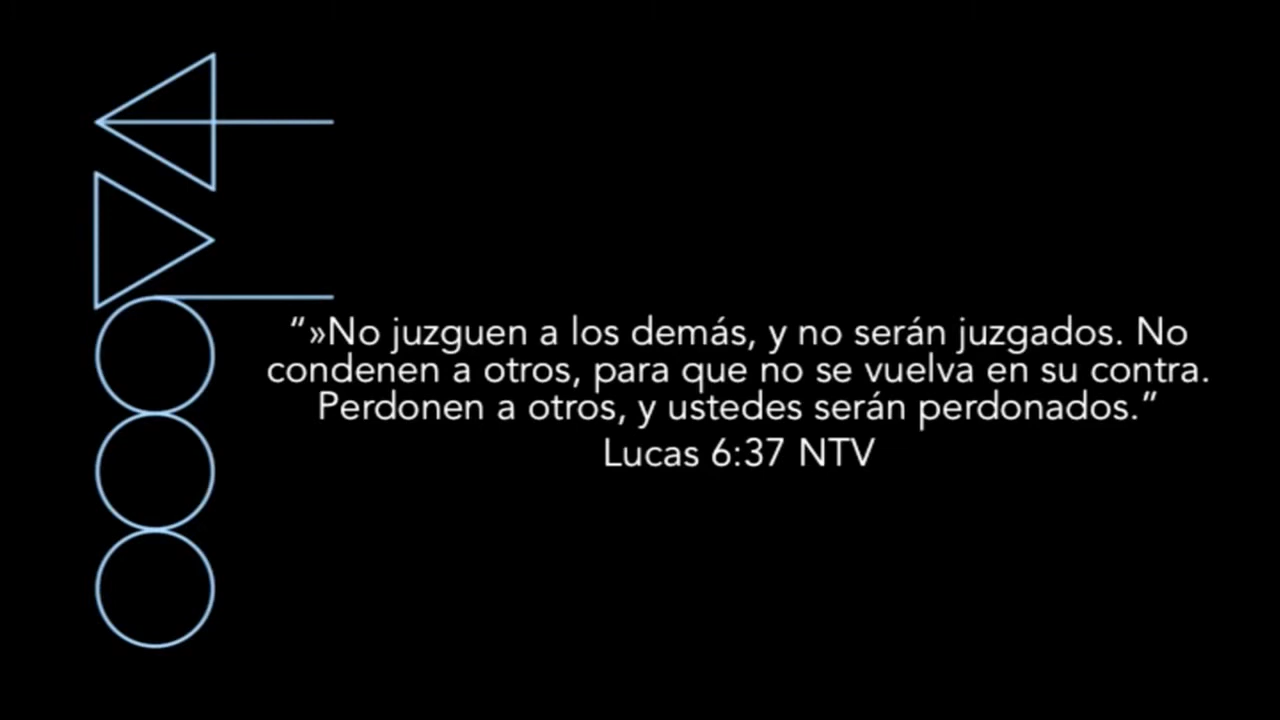 “»No juzguen a los demás, y no serán juzgados. No
condenen a otros, para que no se vuelva en su contra.
Perdonen a otros, y ustedes serán perdonados.”
Lucas 6:37 NTV